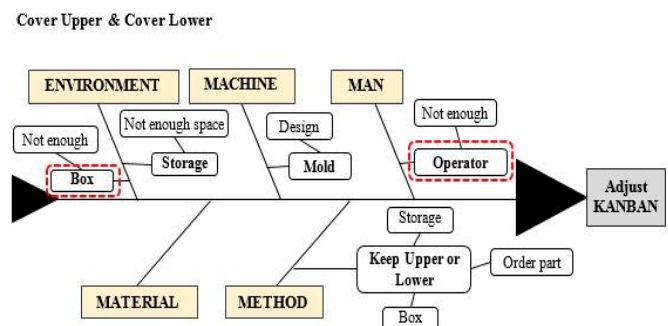 Cover Upper & Cover Lower
ENVIRONMENT
MACHINE
MAN
Not enough
Not enough space
Design
Not enough
Box
Storage
Mold
Operator
Adjust
KANBAN
Storage
Keep Upper or
Lower
Order part
Box
MATERIAL
METHOD